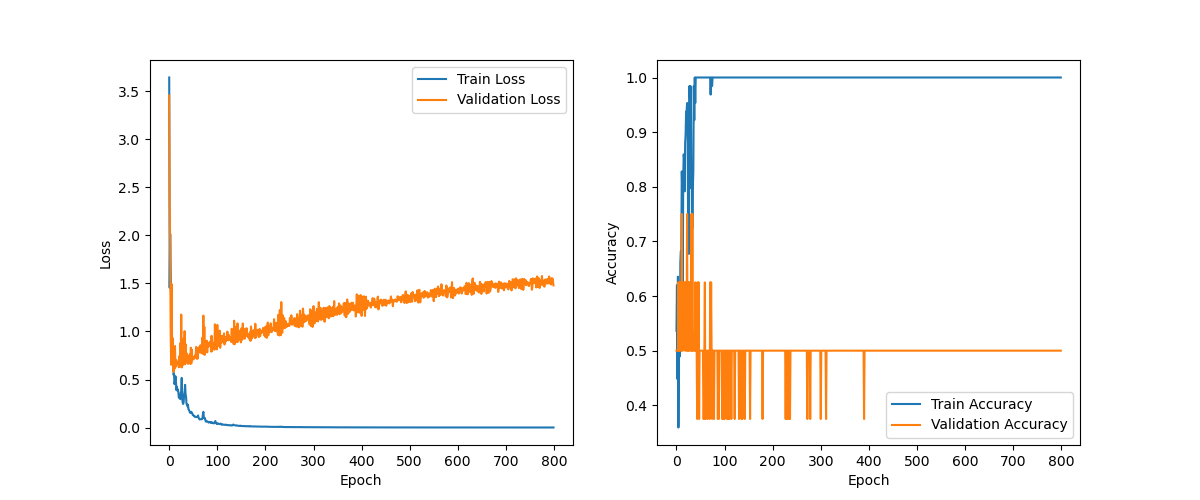 Train Loss
Validation Loss
3.5
3.0
2.5
2.0
1.5
1.0
0.5
0.0
Loss
0 100 200 300 400 500 600 700 800
Epoch
1.0
0.9
0.8
0.7
0.6
0.5
0.4
Accuracy
Train Accuracy
Validation Accuracy
0 100 200 300 400 500 600 700 800
Epoch